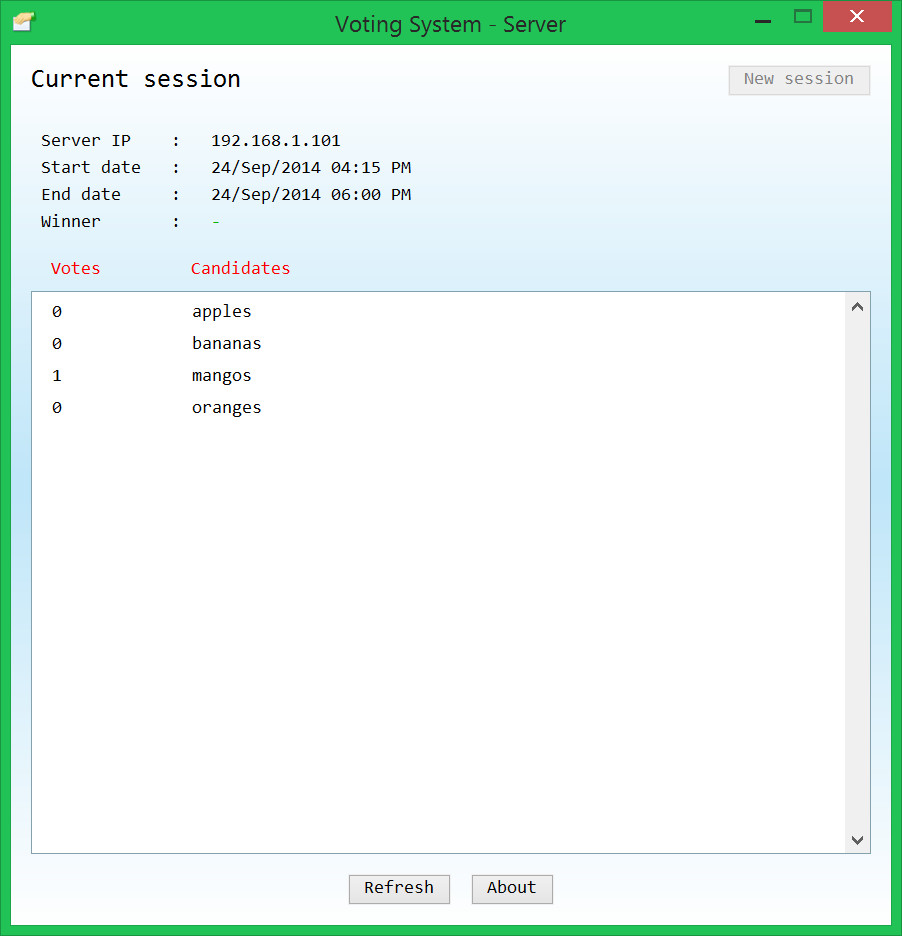 Voting System - Server
Current session
New session
Server IP : 192.168.1.101
Start date : 24/Sep/2014 04:15 PM
End date : 24/Sep/2014 06:00 PM
Winner : -
Votes Candidates
0 apples
0 bananas
1 mangos
0 oranges
Refresh About